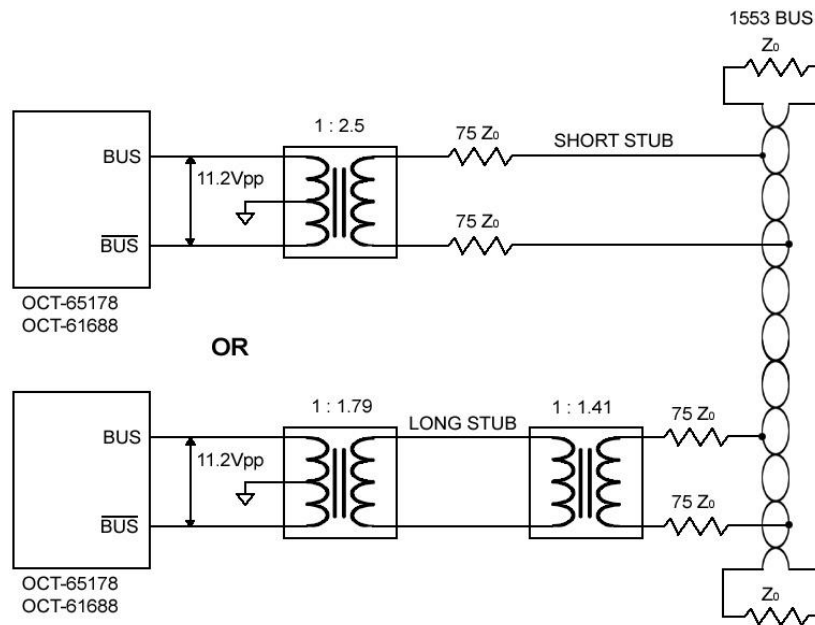 1553 BUS
Z₀
1 : 2.5
75 Z₀
SHORT STUB
BUS
11.2Vpp
75 Z₀
BUS
OCT-65178
OCT-61688
OR
1 : 1.79
1 : 1.41
LONG STUB
75 Z₀
BUS
11.2Vpp
75 Z₀
BUS
OCT-65178
OCT-61688
Z₀